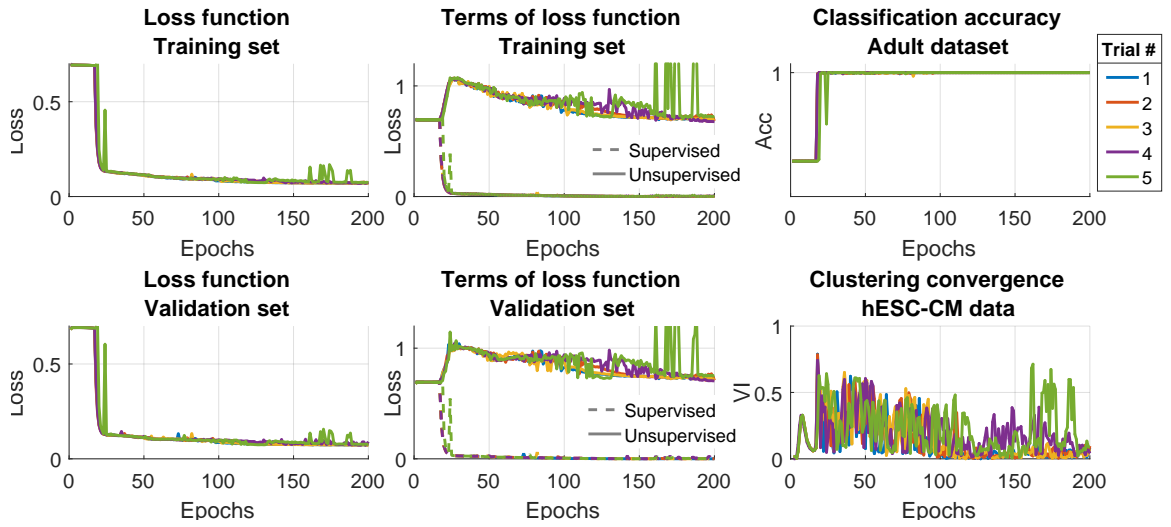 Loss function
Training set
Loss
0.5
0
0 50 100 150 200
Epochs
Terms of loss function
Training set
Loss
1
0
Supervised
Unsupervised
0 50 100 150 200
Epochs
Classification accuracy
Adult dataset
Acc
1
0 50 100 150 200
Epochs
Trial #
1
2
3
4
5
Loss function
Validation set
Loss
0.5
0
0 50 100 150 200
Epochs
Terms of loss function
Validation set
Loss
1
0
Supervised
Unsupervised
0 50 100 150 200
Epochs
Clustering convergence
hESC-CM data
VI
1
0.5
0
0 50 100 150 200
Epochs